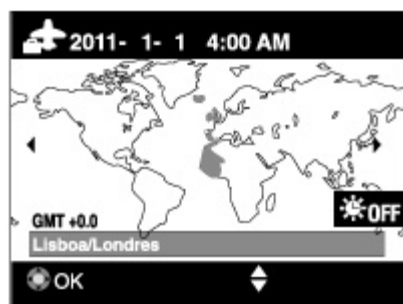 2011- 1- 1 4:00 AM
OFF
GMT +0.0
Lisboa/Londres
OK